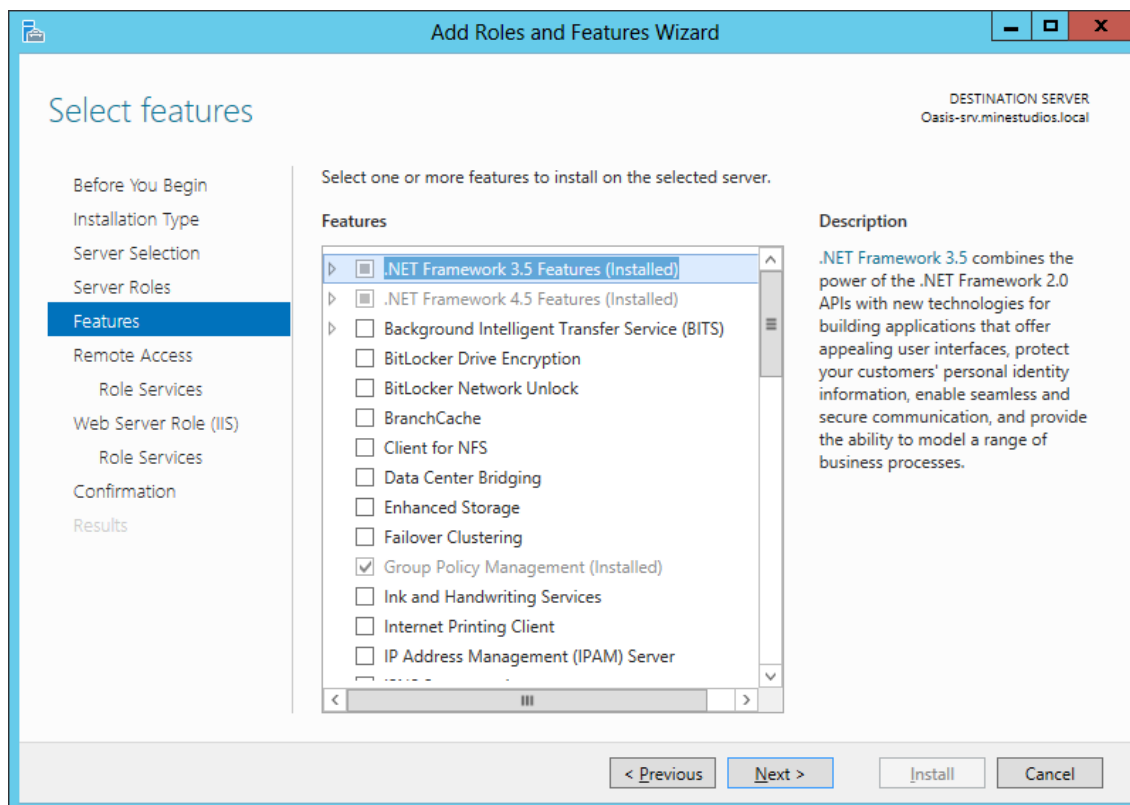 Add Roles and Features Wizard
Select features
DESTINATION SERVER
Oasis-srv.minestudios.local
Before You Begin
Installation Type
Server Selection
Server Roles
Features
Remote Access
Role Services
Web Server Role (IIS)
Role Services
Confirmation
Results
Select one or more features to install on the selected server.
Features
.NET Framework 3.5 Features (Installed)
.NET Framework 4.5 Features (Installed)
Background Intelligent Transfer Service (BITS)
BitLocker Drive Encryption
BitLocker Network Unlock
BranchCache
Client for NFS
Data Center Bridging
Enhanced Storage
Failover Clustering
Group Policy Management (Installed)
Ink and Handwriting Services
Internet Printing Client
IP Address Management (IPAM) Server
Description
.NET Framework 3.5 combines the
power of the .NET Framework 2.0
APIs with new technologies for
building applications that offer
appealing user interfaces, protect
your customers' personal identity
information, enable seamless and
secure communication, and provide
the ability to model a range of
business processes.
< Previous
Next >
Install
Cancel